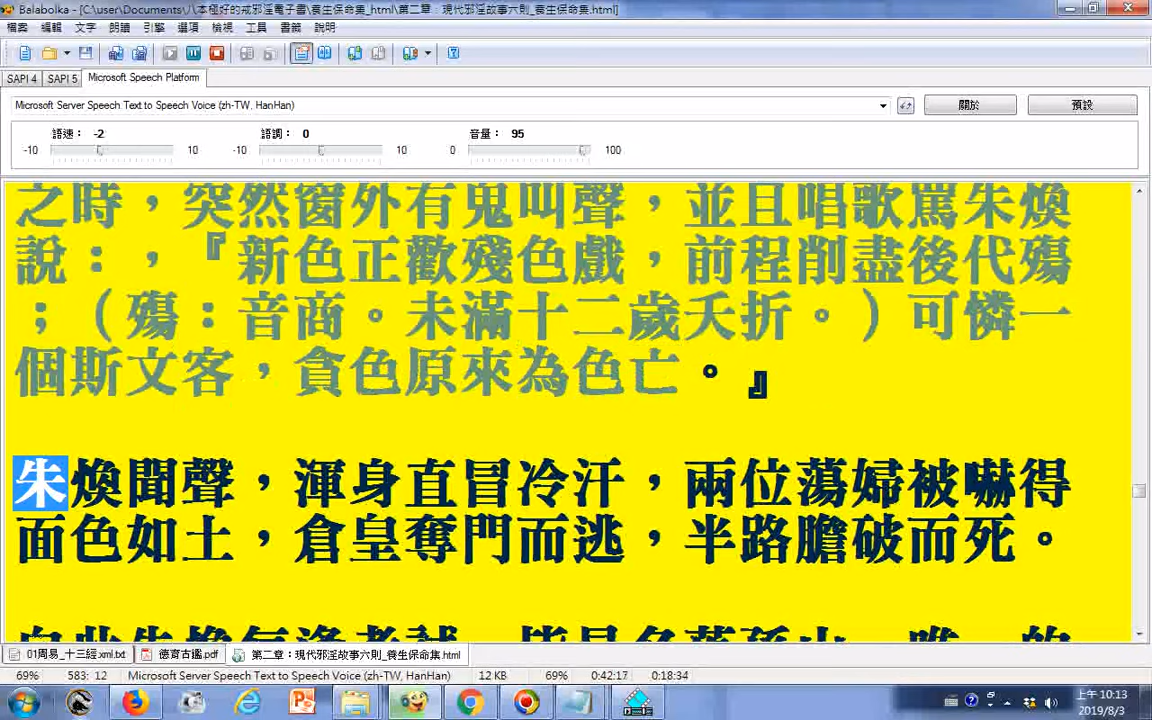 Balabolka - [C:\user\Documents\八\本極好的戒邪淫電子書\養生保命集_html\第二章：現代邪淫故事六則_養生保命集.html]
檔案 編輯 文字 朗讀 引擎 選項 檢視 工具 書籤 說明
SAPI 4 SAPI 5 Microsoft Speech Platform
Microsoft Server Speech Text to Speech Voice (zh-TW, HanHan) 關於 預設
語速： -2 語調： 0 音量： 95
-10 10 -10 10 0 100
之時，突然窗外有鬼叫聲，並且唱歌罵朱煥
說：，『新色正歡殘色戲，前程削盡後代殤
；（殤：音商。未滿十二歲夭折。）可憐一
個斯文客，貪色原來為色亡。』
朱煥聞聲，渾身直冒冷汗，兩位蕩婦被嚇得
面色如土，倉皇奪門而逃，半路膽破而死。
01周易_十三經.xml.txt 德育古鑑.pdf 第二章：現代邪淫故事六則_養生保命集.html
69% 583: 12 Microsoft Server Speech Text to Speech Voice (zh-TW, HanHan) 12 KB 69% 0:42:17 0:18:34
上午 10:13
2019/8/3